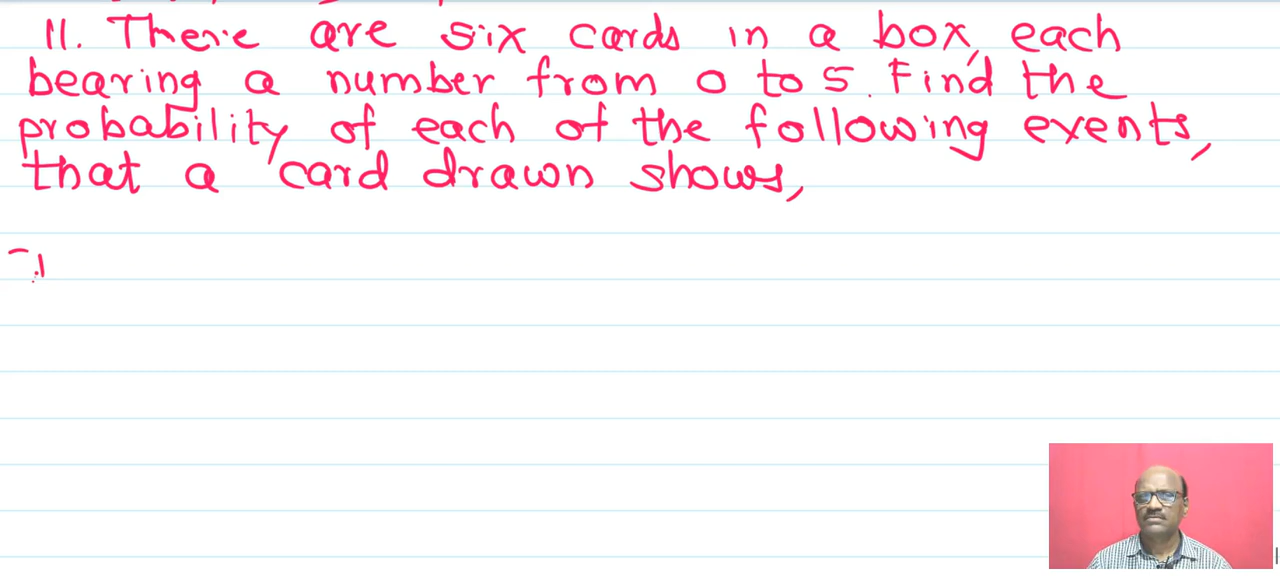 11. There are six cards in a box, each
bearing a number from 0 to 5. Find the
probability of each of the following events,
that a card drawn shows,